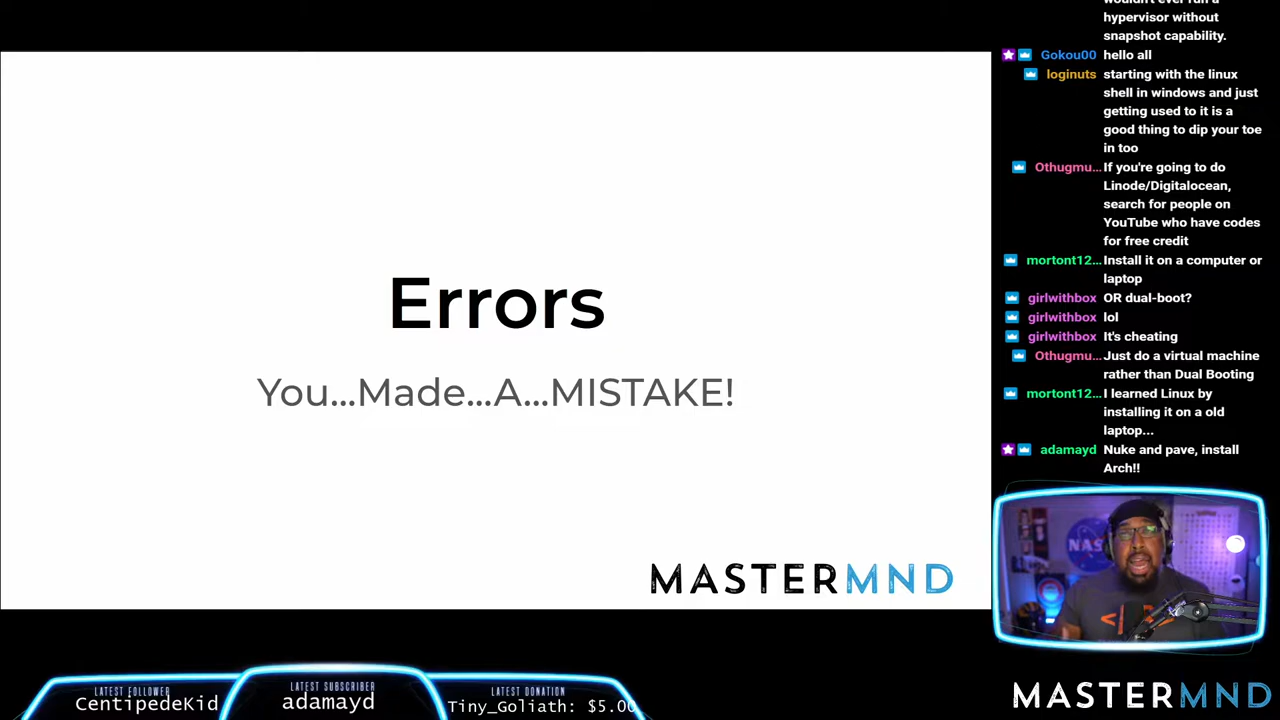 Errors
You...Made...A...MISTAKE!
MASTERMND
wouldn't ever run a
hypervisor without
snapshot capability.
Gokou00 hello all
loginuts starting with the linux
shell in windows and just
getting used to it is a
good thing to dip your toe
in too
Othugmu... If you're going to do
Linode/Digitalocean,
search for people on
YouTube who have codes
for free credit
mortont12... Install it on a computer or
laptop
girlwithbox OR dual-boot?
girlwithbox lol
girlwithbox It's cheating
Othugmu... Just do a virtual machine
rather than Dual Booting
mortont12... I learned Linux by
installing it on a old
laptop...
adamayd Nuke and pave, install
Arch!!
NAS
LATEST FOLLOWER
CentipedeKid
LATEST SUBSCRIBER
adamayd
LATEST DONATION
Tiny_Goliath: $5.00
MASTERMND